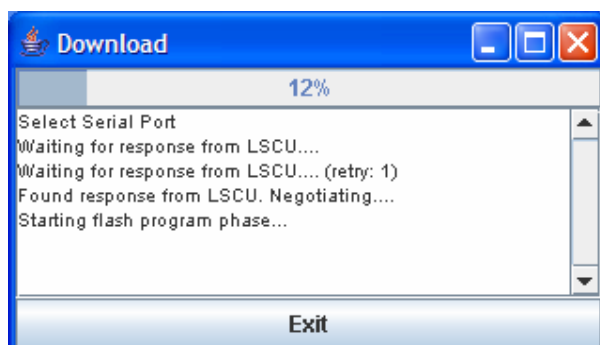 Download
12%
Select Serial Port
Waiting for response from LSCU....
Waiting for response from LSCU.... (retry: 1)
Found response from LSCU. Negotiating....
Starting flash program phase...
Exit